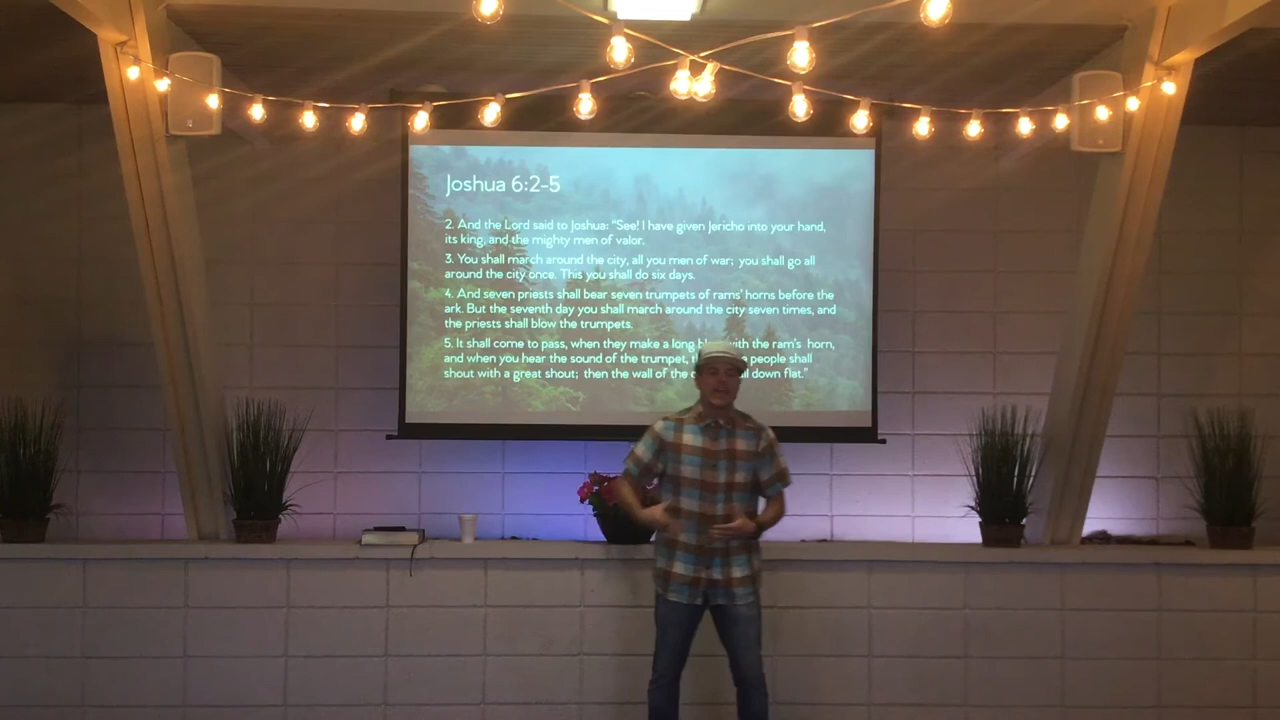 Joshua 6:2-5
2. And the Lord said to Joshua: "See! I have given Jericho into your hand,
its king, and the mighty men of valor.
3. You shall march around the city, all you men of war; you shall go all
around the city once. This you shall do six days.
4. And seven priests shall bear seven trumpets of rams' horns before the
ark. But the seventh day you shall march around the city seven times, and
the priests shall blow the trumpets.
5. It shall come to pass, when they make a long with the ram's horn,
and when you hear the sound of the trumpet, people shall
shout with a great shout; then the wall of the down flat."